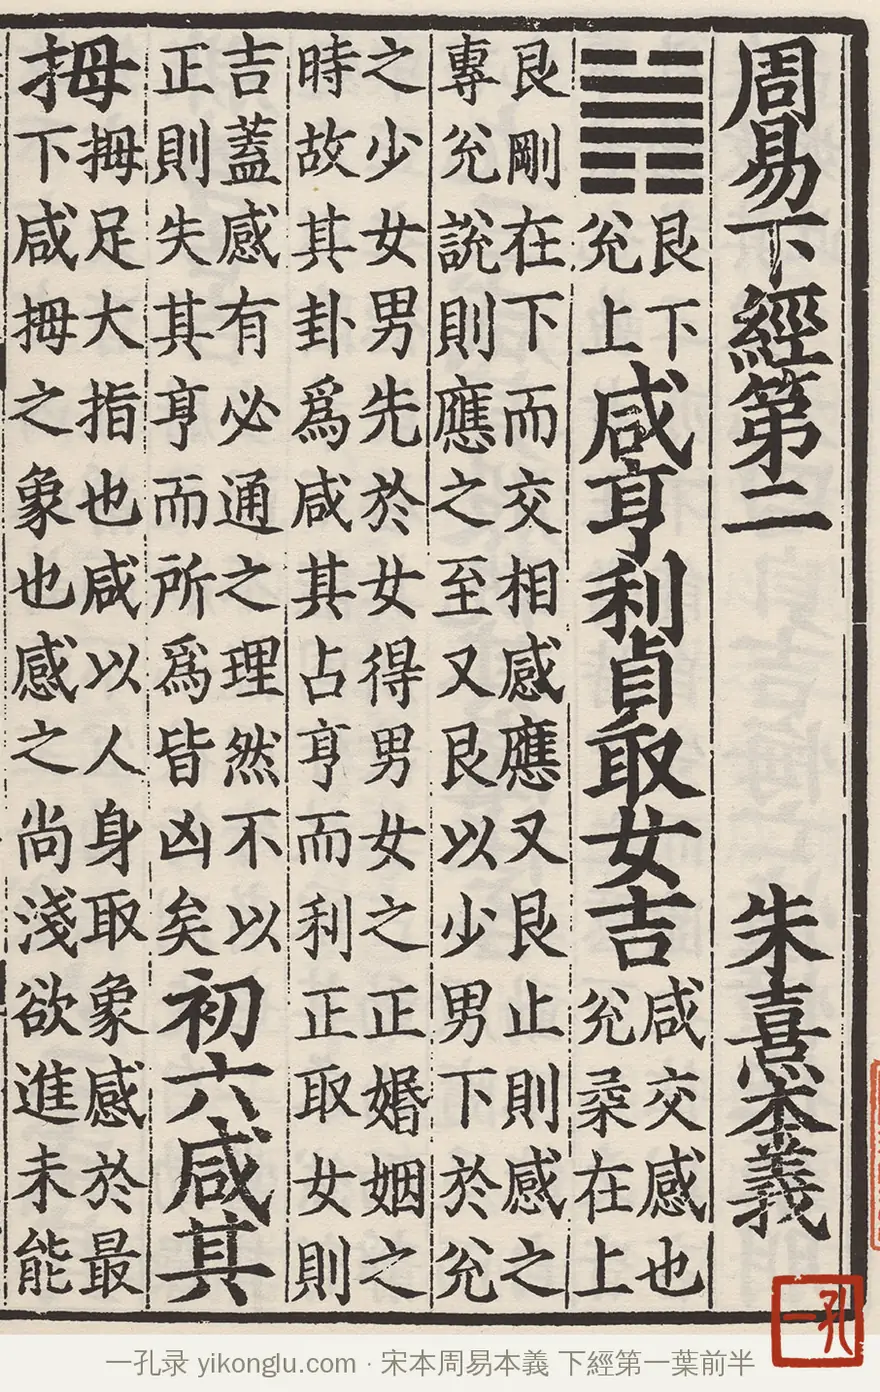 周易下經第二 朱熹本義
䷞
艮下
兊上
咸亨利貞取女吉
咸交感也
兊柔在上
艮剛在下而交相感應又艮止則感之
專兊說則應之至又艮以少男下於兊
之少女男先於女得男女之正婚姻之
時故其卦爲咸其占亨而利正取女則
吉蓋感有必通之理然不以
正則失其亨而所爲皆凶矣
初六咸其
拇
拇足大指也咸以人身取象感於最
下咸拇之象也感之尚淺欲進未能
一孔
一孔录 yikonglu.com · 宋本周易本義 下經第一葉前半